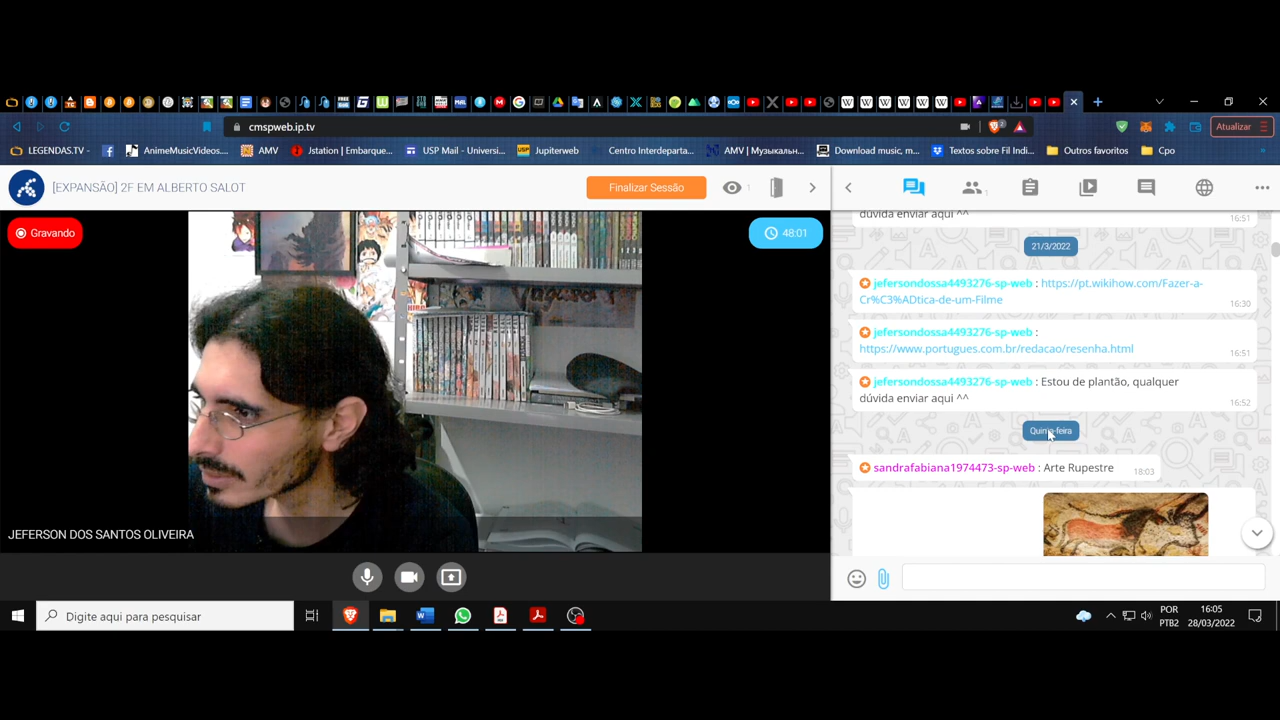 cmspweb.ip.tv
Atualizar
LEGENDAS.TV -
AnimeMusicVideos....
AMV
Jstation | Embarque...
USP Mail - Universi...
Jupiterweb
Centro Interdeparta...
AMV | Музыкальн...
Download music, m...
Textos sobre Fil Indi...
Outros favoritos
Cpo
[EXPANSÃO] 2F EM ALBERTO SALOT
Finalizar Sessão
1
1
Gravando
48:01
JEFERSON DOS SANTOS OLIVEIRA
dúvida enviar aqui ^^
16:51
21/3/2022
jefersondossa4493276-sp-web : https://pt.wikihow.com/Fazer-a-
Cr%C3%ADtica-de-um-Filme
16:30
jefersondossa4493276-sp-web :
https://www.portugues.com.br/redacao/resenha.html
16:51
jefersondossa4493276-sp-web : Estou de plantão, qualquer
dúvida enviar aqui ^^
16:52
Quinta-feira
sandrafabiana1974473-sp-web : Arte Rupestre
18:03
Digite aqui para pesquisar
POR
PTB2
16:05
28/03/2022